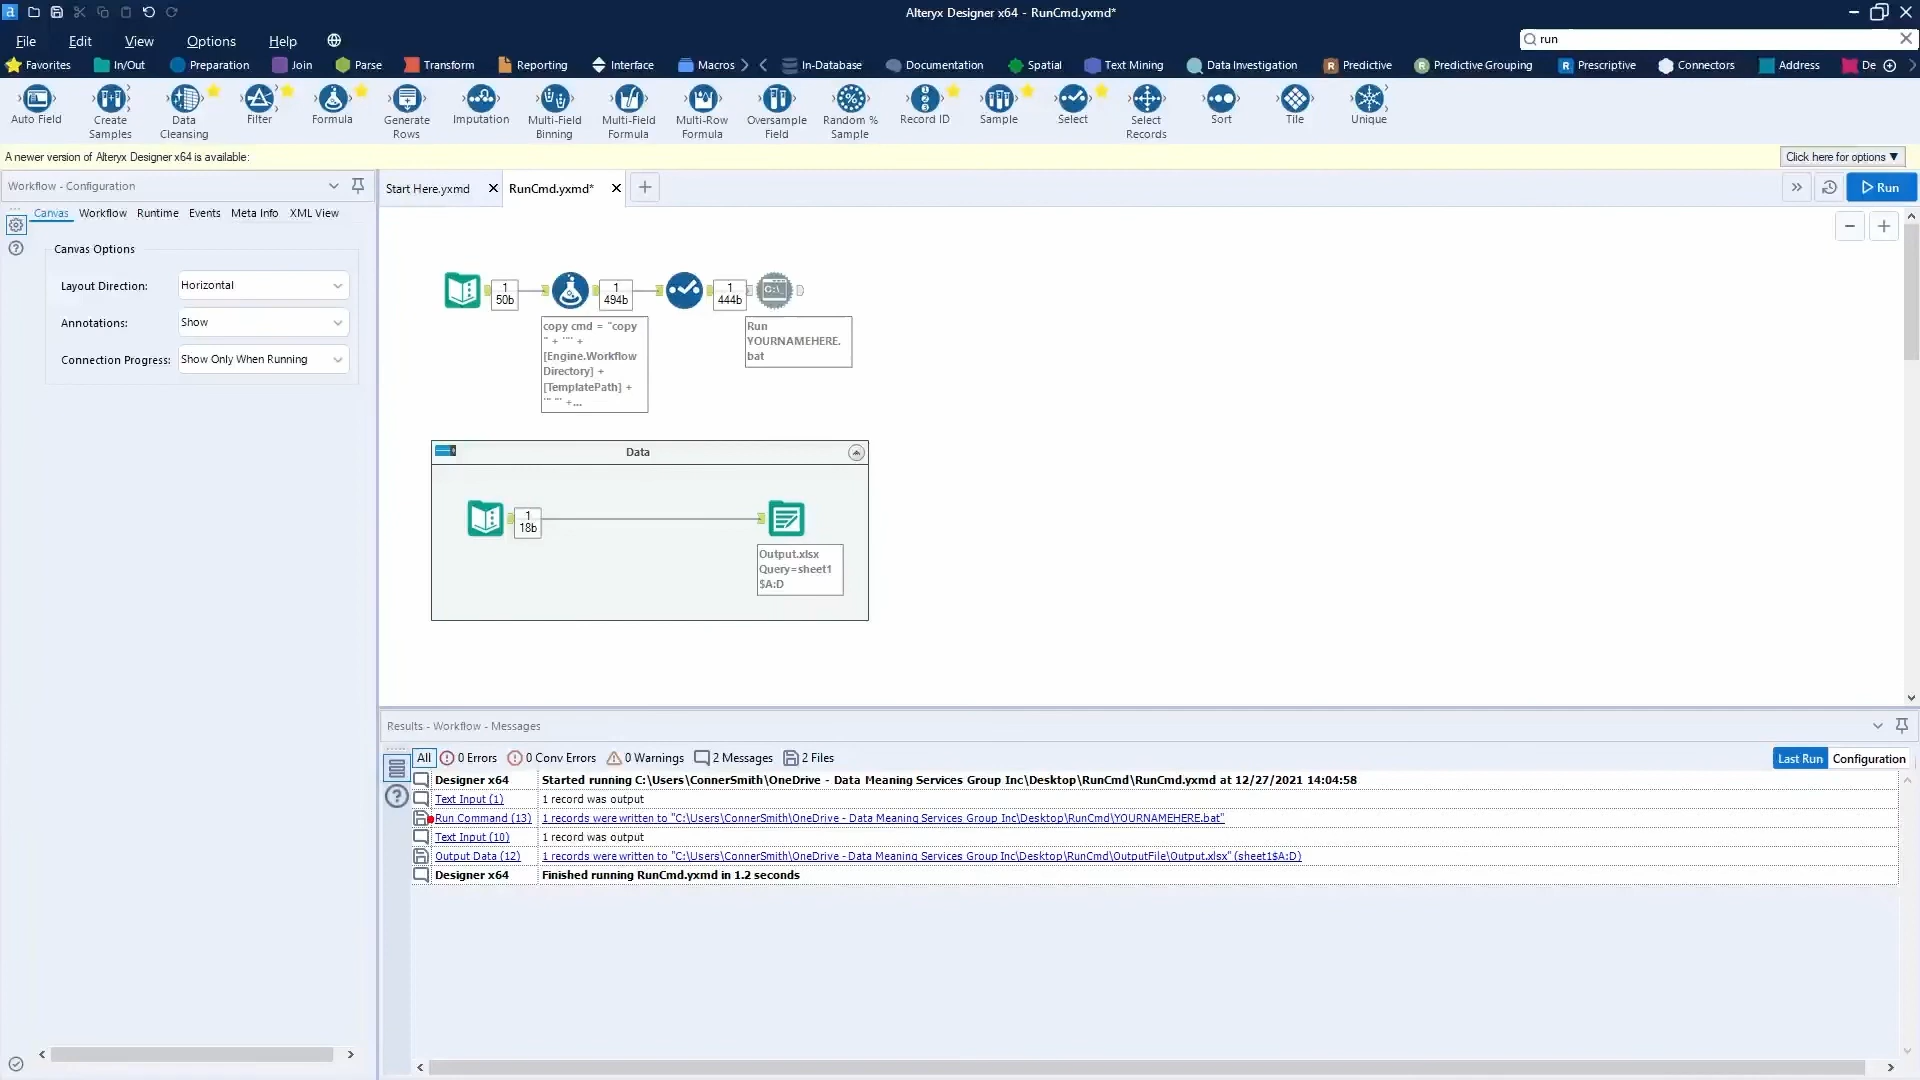 Alteryx Designer x64 - RunCmd.yxmd*
File Edit View Options Help
run
Favorites In/Out Preparation Join Parse Transform Reporting Interface Macros In-Database Documentation Spatial Text Mining Data Investigation Predictive Predictive Grouping Prescriptive Connectors Address De
Auto Field
Create Samples
Data Cleansing
Filter
Formula
Generate Rows
Imputation
Multi-Field Binning
Multi-Field Formula
Multi-Row Formula
Oversample Field
Random % Sample
Record ID
Sample
Select
Select Records
Sort
Tile
Unique
A newer version of Alteryx Designer x64 is available:
Click here for options ▼
Workflow - Configuration
Start Here.yxmd
RunCmd.yxmd*
Run
Canvas Workflow Runtime Events Meta Info XML View
Canvas Options
Layout Direction: Horizontal
Annotations: Show
Connection Progress: Show Only When Running
1
50b
1
494b
1
444b
C:\
copy cmd = "copy
" + '"' +
[Engine.Workflow
Directory] +
[TemplatePath] +
'" "' +...
Run
YOURNAMEHERE.
bat
Data
1
18b
Output.xlsx
Query=sheet1
$A:D
Results - Workflow - Messages
All 0 Errors 0 Conv Errors 0 Warnings 2 Messages 2 Files
Last Run Configuration
Designer x64 Started running C:\Users\ConnerSmith\OneDrive - Data Meaning Services Group Inc\Desktop\RunCmd\RunCmd.yxmd at 12/27/2021 14:04:58
Text Input (1) 1 record was output
Run Command (13) 1 records were written to "C:\Users\ConnerSmith\OneDrive - Data Meaning Services Group Inc\Desktop\RunCmd\YOURNAMEHERE.bat"
Text Input (10) 1 record was output
Output Data (12) 1 records were written to "C:\Users\ConnerSmith\OneDrive - Data Meaning Services Group Inc\Desktop\RunCmd\OutputFile\Output.xlsx" (sheet1$A:D)
Designer x64 Finished running RunCmd.yxmd in 1.2 seconds